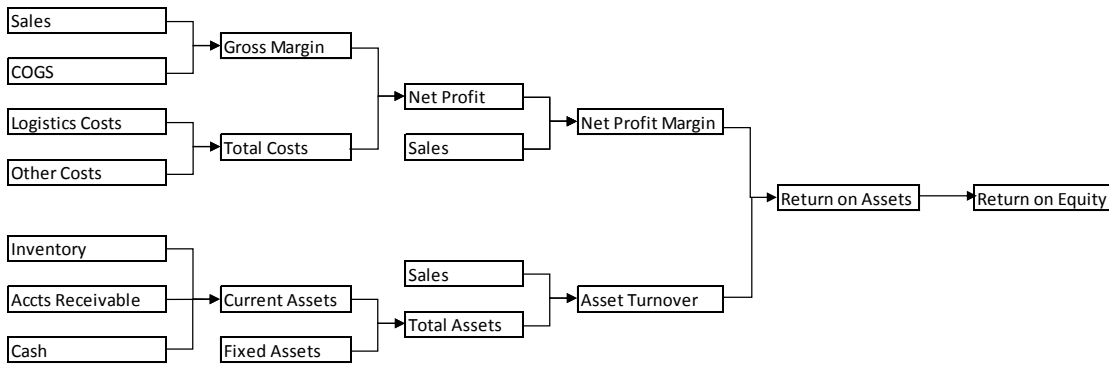 Sales
COGS
Gross Margin
Logistics Costs
Other Costs
Total Costs
Net Profit
Sales
Net Profit Margin
Return on Assets
Return on Equity
Inventory
Accts Receivable
Cash
Current Assets
Fixed Assets
Sales
Total Assets
Asset Turnover